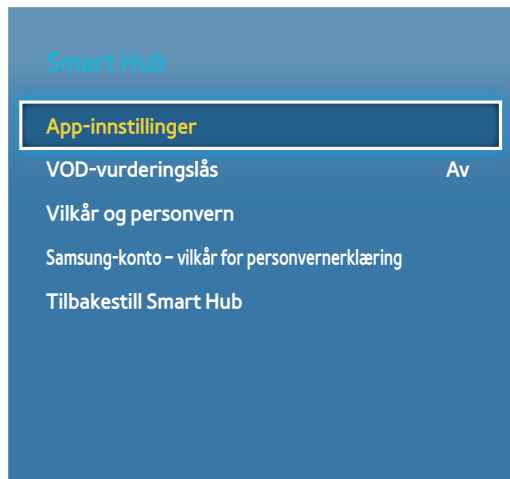 Smart Hub
App-innstillinger
VOD-vurderingslås Av
Vilkår og personvern
Samsung-konto – vilkår for personvernerklæring
Tilbakestill Smart Hub